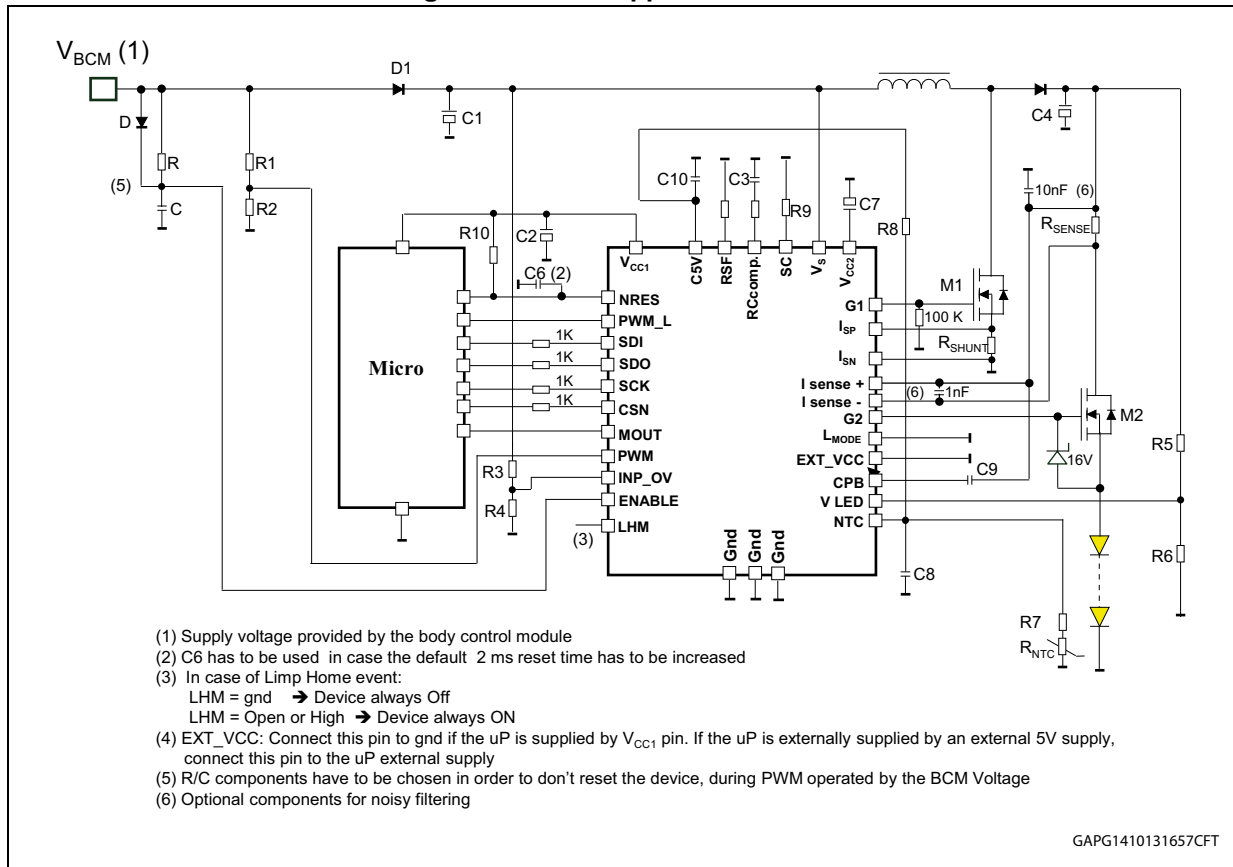 V_BCM (1)
D1
D
R
R1
C1
C4
(5)
C
R2
C10
C3
R9
C7
R8
10nF (6)
R_SENSE
R10
C2
C6 (2)
V_CC1
C5V
RSF
RCcomp.
SC
V_S
V_CC2
M1
NRES
PWM_L
SDI
SDO
SCK
CSN
MOUT
PWM
INP_OV
ENABLE
LHM
1K
1K
1K
1K
Micro
G1
I_SP
I_SN
I sense +
I sense -
G2
L_MODE
EXT_VCC
CPB
V LED
NTC
100 K
R_SHUNT
(6) 1nF
M2
16V
C9
R5
R3
R4
(3)
Gnd
Gnd
Gnd
C8
R6
R7
R_NTC
(1) Supply voltage provided by the body control module
(2) C6 has to be used in case the default 2 ms reset time has to be increased
(3) In case of Limp Home event:
LHM = gnd ➔ Device always Off
LHM = Open or High ➔ Device always ON
(4) EXT_VCC: Connect this pin to gnd if the uP is supplied by V_CC1 pin. If the uP is externally supplied by an external 5V supply,
connect this pin to the uP external supply
(5) R/C components have to be chosen in order to don't reset the device, during PWM operated by the BCM Voltage
(6) Optional components for noisy filtering
GAPG1410131657CFT